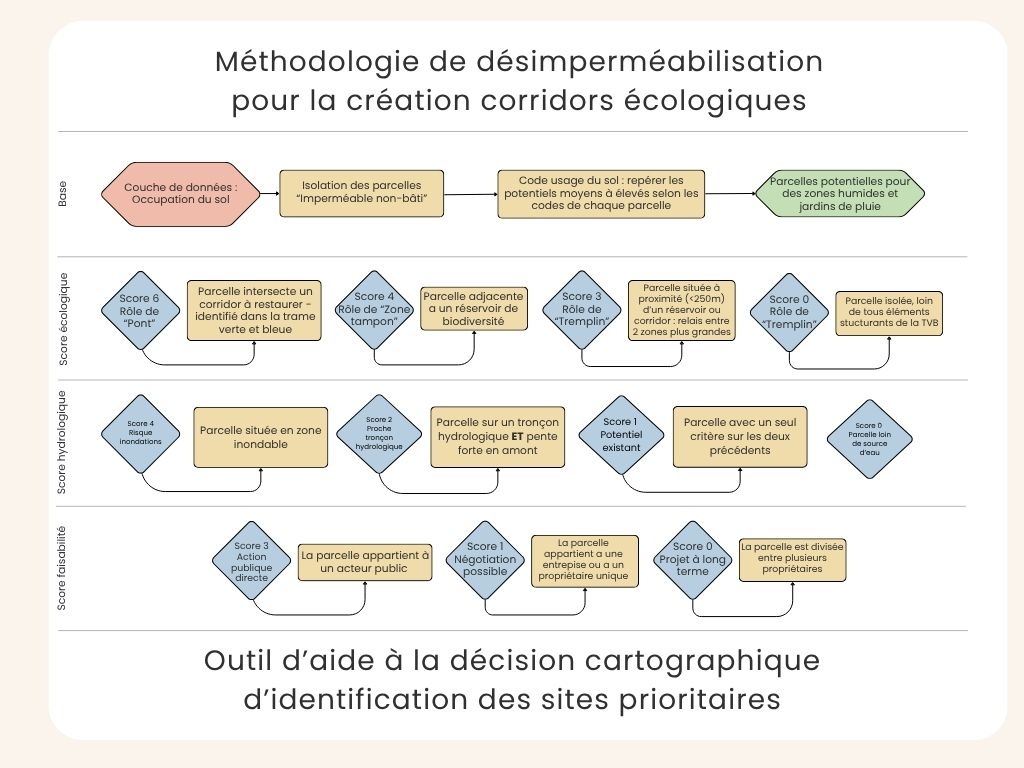 Méthodologie de désimperméabilisation
pour la création corridors écologiques
Base
Couche de données :
Occupation du sol
Isolation des parcelles
“Imperméable non-bâti”
Code usage du sol : repérer les
potentiels moyens à élevés selon les
codes de chaque parcelle
Parcelles potentielles pour
des zones humides et
jardins de pluie
Score écologique
Score 6
Rôle de
“Pont”
Parcelle intersecte un
corridor à restaurer -
identifié dans la trame
verte et bleue
Score 4
Rôle de “Zone
tampon”
Parcelle adjacente
a un réservoir de
biodiversité
Score 3
Rôle de
“Tremplin”
Parcelle située à
proximité (<250m)
d’un réservoir ou
corridor : relais entre
2 zones plus grandes
Score 0
Rôle de
“Tremplin”
Parcelle isolée, loin
de tous éléments
stucturants de la TVB
Score hydrologique
Score 4
Risque
inondations
Parcelle située en zone
inondable
Score 2
Proche
tronçon
hydrologique
Parcelle sur un tronçon
hydrologique ET pente
forte en amont
Score 1
Potentiel
existant
Parcelle avec un seul
critère sur les deux
précédents
Score 0
Parcelle loin
de source
d’eau
Score faisabilité
Score 3
Action
publique
directe
La parcelle appartient à
un acteur public
Score 1
Négotiation
possible
La parcelle
appartient a une
entrepise ou a un
propriétaire unique
Score 0
Projet à long
terme
La parcelle est divisée
entre plusieurs
propriétaires
Outil d’aide à la décision cartographique
d’identification des sites prioritaires